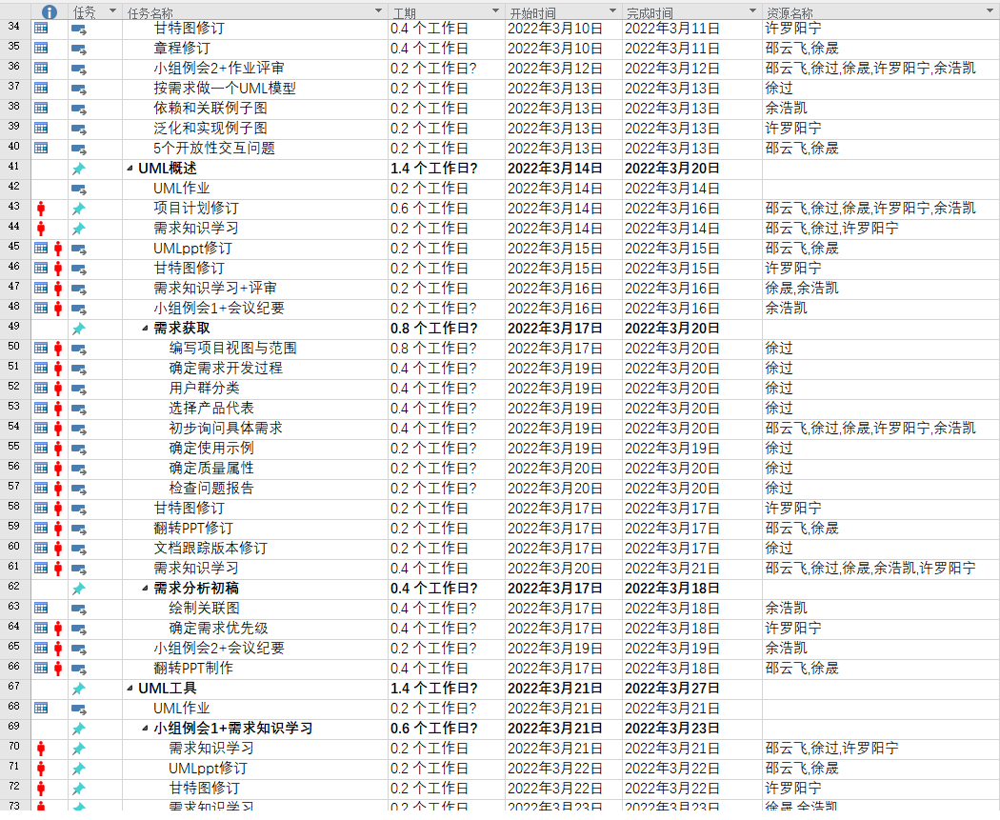 任务 任务名称 工期 开始时间 完成时间 资源名称
34 甘特图修订 0.4 个工作日 2022年3月10日 2022年3月11日 许罗阳宁
35 章程修订 0.4 个工作日 2022年3月10日 2022年3月11日 邵云飞,徐晟
36 小组例会2+作业评审 0.2 个工作日? 2022年3月12日 2022年3月12日 邵云飞,徐过,徐晟,许罗阳宁,余浩凯
37 按需求做一个UML模型 0.2 个工作日 2022年3月13日 2022年3月13日 徐过
38 依赖和关联例子图 0.2 个工作日 2022年3月13日 2022年3月13日 余浩凯
39 泛化和实现例子图 0.2 个工作日 2022年3月13日 2022年3月13日 许罗阳宁
40 5个开放性交互问题 0.2 个工作日 2022年3月13日 2022年3月13日 邵云飞,徐晟
41 UML概述 1.4 个工作日? 2022年3月14日 2022年3月20日
42 UML作业 0.2 个工作日 2022年3月14日 2022年3月14日
43 项目计划修订 0.6 个工作日 2022年3月14日 2022年3月16日 邵云飞,徐过,徐晟,许罗阳宁,余浩凯
44 需求知识学习 0.2 个工作日 2022年3月14日 2022年3月14日 邵云飞,徐过,许罗阳宁
45 UMLppt修订 0.2 个工作日 2022年3月15日 2022年3月15日 邵云飞,徐晟
46 甘特图修订 0.2 个工作日 2022年3月15日 2022年3月15日 许罗阳宁
47 需求知识学习+评审 0.2 个工作日 2022年3月16日 2022年3月16日 徐晟,余浩凯
48 小组例会1+会议纪要 0.2 个工作日? 2022年3月16日 2022年3月16日 余浩凯
49 需求获取 0.8 个工作日? 2022年3月17日 2022年3月20日
50 编写项目视图与范围 0.8 个工作日? 2022年3月17日 2022年3月20日 徐过
51 确定需求开发过程 0.4 个工作日? 2022年3月19日 2022年3月20日 徐过
52 用户群分类 0.4 个工作日? 2022年3月19日 2022年3月20日 徐过
53 选择产品代表 0.4 个工作日? 2022年3月19日 2022年3月20日 徐过
54 初步询问具体需求 0.4 个工作日? 2022年3月19日 2022年3月20日 邵云飞,徐过,徐晟,许罗阳宁,余浩凯
55 确定使用示例 0.2 个工作日? 2022年3月19日 2022年3月19日 徐过
56 确定质量属性 0.2 个工作日? 2022年3月20日 2022年3月20日 徐过
57 检查问题报告 0.2 个工作日? 2022年3月20日 2022年3月20日 徐过
58 甘特图修订 0.2 个工作日 2022年3月17日 2022年3月17日 许罗阳宁
59 翻转PPT修订 0.2 个工作日 2022年3月17日 2022年3月17日 邵云飞,徐晟
60 文档跟踪版本修订 0.2 个工作日 2022年3月17日 2022年3月17日 徐过
61 需求知识学习 0.2 个工作日 2022年3月20日 2022年3月21日 邵云飞,徐过,徐晟,余浩凯,许罗阳宁
62 需求分析初稿 0.4 个工作日? 2022年3月17日 2022年3月18日
63 绘制关联图 0.4 个工作日? 2022年3月17日 2022年3月18日 余浩凯
64 确定需求优先级 0.4 个工作日? 2022年3月17日 2022年3月18日 许罗阳宁
65 小组例会2+会议纪要 0.2 个工作日? 2022年3月18日 2022年3月18日 余浩凯
66 翻转PPT制作 0.4 个工作日 2022年3月17日 2022年3月18日 邵云飞,徐晟
67 UML工具 1.4 个工作日? 2022年3月21日 2022年3月27日
68 UML作业 0.2 个工作日? 2022年3月21日 2022年3月21日
69 小组例会1+需求知识学习 0.6 个工作日? 2022年3月21日 2022年3月23日
70 需求知识学习 0.2 个工作日 2022年3月21日 2022年3月21日 邵云飞,徐过,许罗阳宁
71 UMLppt修订 0.2 个工作日 2022年3月22日 2022年3月22日 邵云飞,徐晟
72 甘特图修订 0.2 个工作日 2022年3月22日 2022年3月22日 许罗阳宁
73 需求知识学习 0.2 个工作日 2022年3月23日 2022年3月23日 徐晟,余浩凯